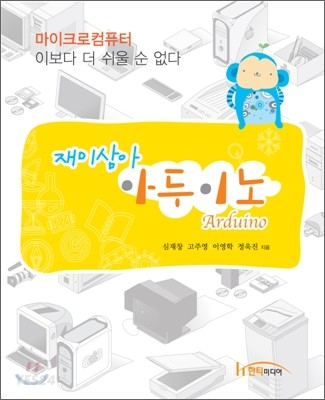 마이크로컴퓨터
이보다 더 쉬울 순 없다
재미삼아
아두이노
Arduino
심재창 고주영 이영학 정욱진 지음
한티미디어
YES24